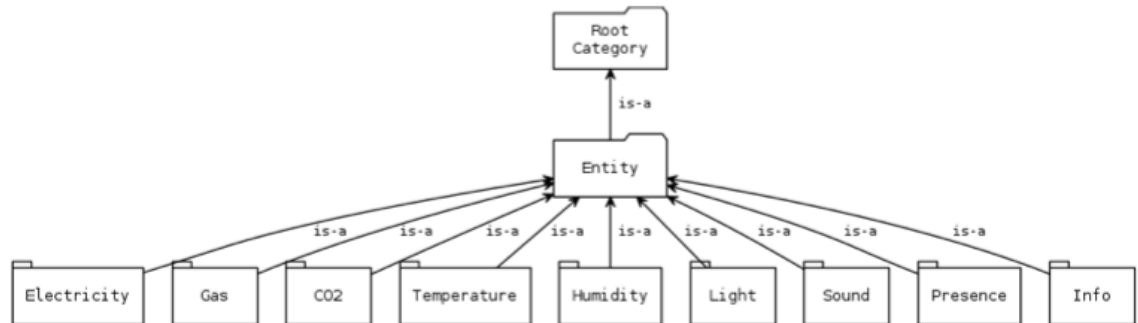 Root
Category
is-a
Entity
is-a is-a is-a is-a is-a is-a is-a is-a is-a
Electricity Gas CO2 Temperature Humidity Light Sound Presence Info